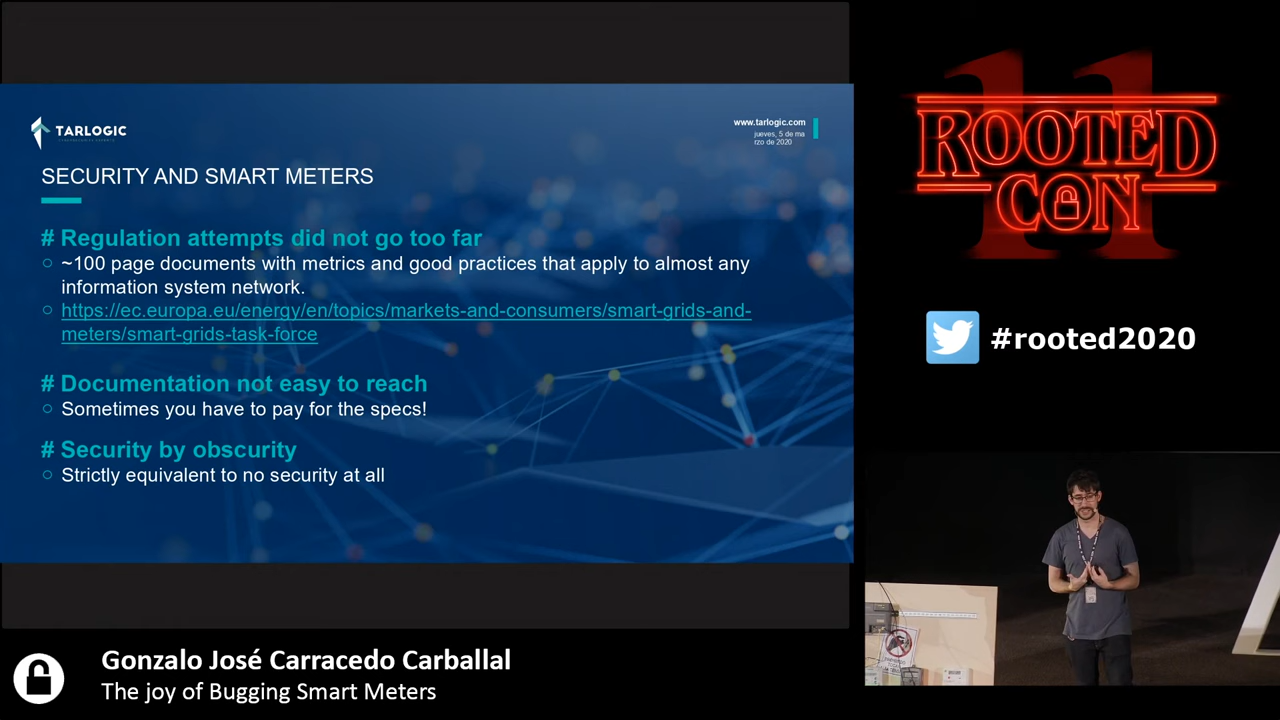 TARLOGIC
www.tarlogic.com
jueves, 5 de ma
rzo de 2020
SECURITY AND SMART METERS
# Regulation attempts did not go too far
~100 page documents with metrics and good practices that apply to almost any
information system network.
https://ec.europa.eu/energy/en/topics/markets-and-consumers/smart-grids-and-
meters/smart-grids-task-force
# Documentation not easy to reach
Sometimes you have to pay for the specs!
# Security by obscurity
Strictly equivalent to no security at all
11
ROOTED
CON
#rooted2020
Gonzalo José Carracedo Carballal
The joy of Bugging Smart Meters